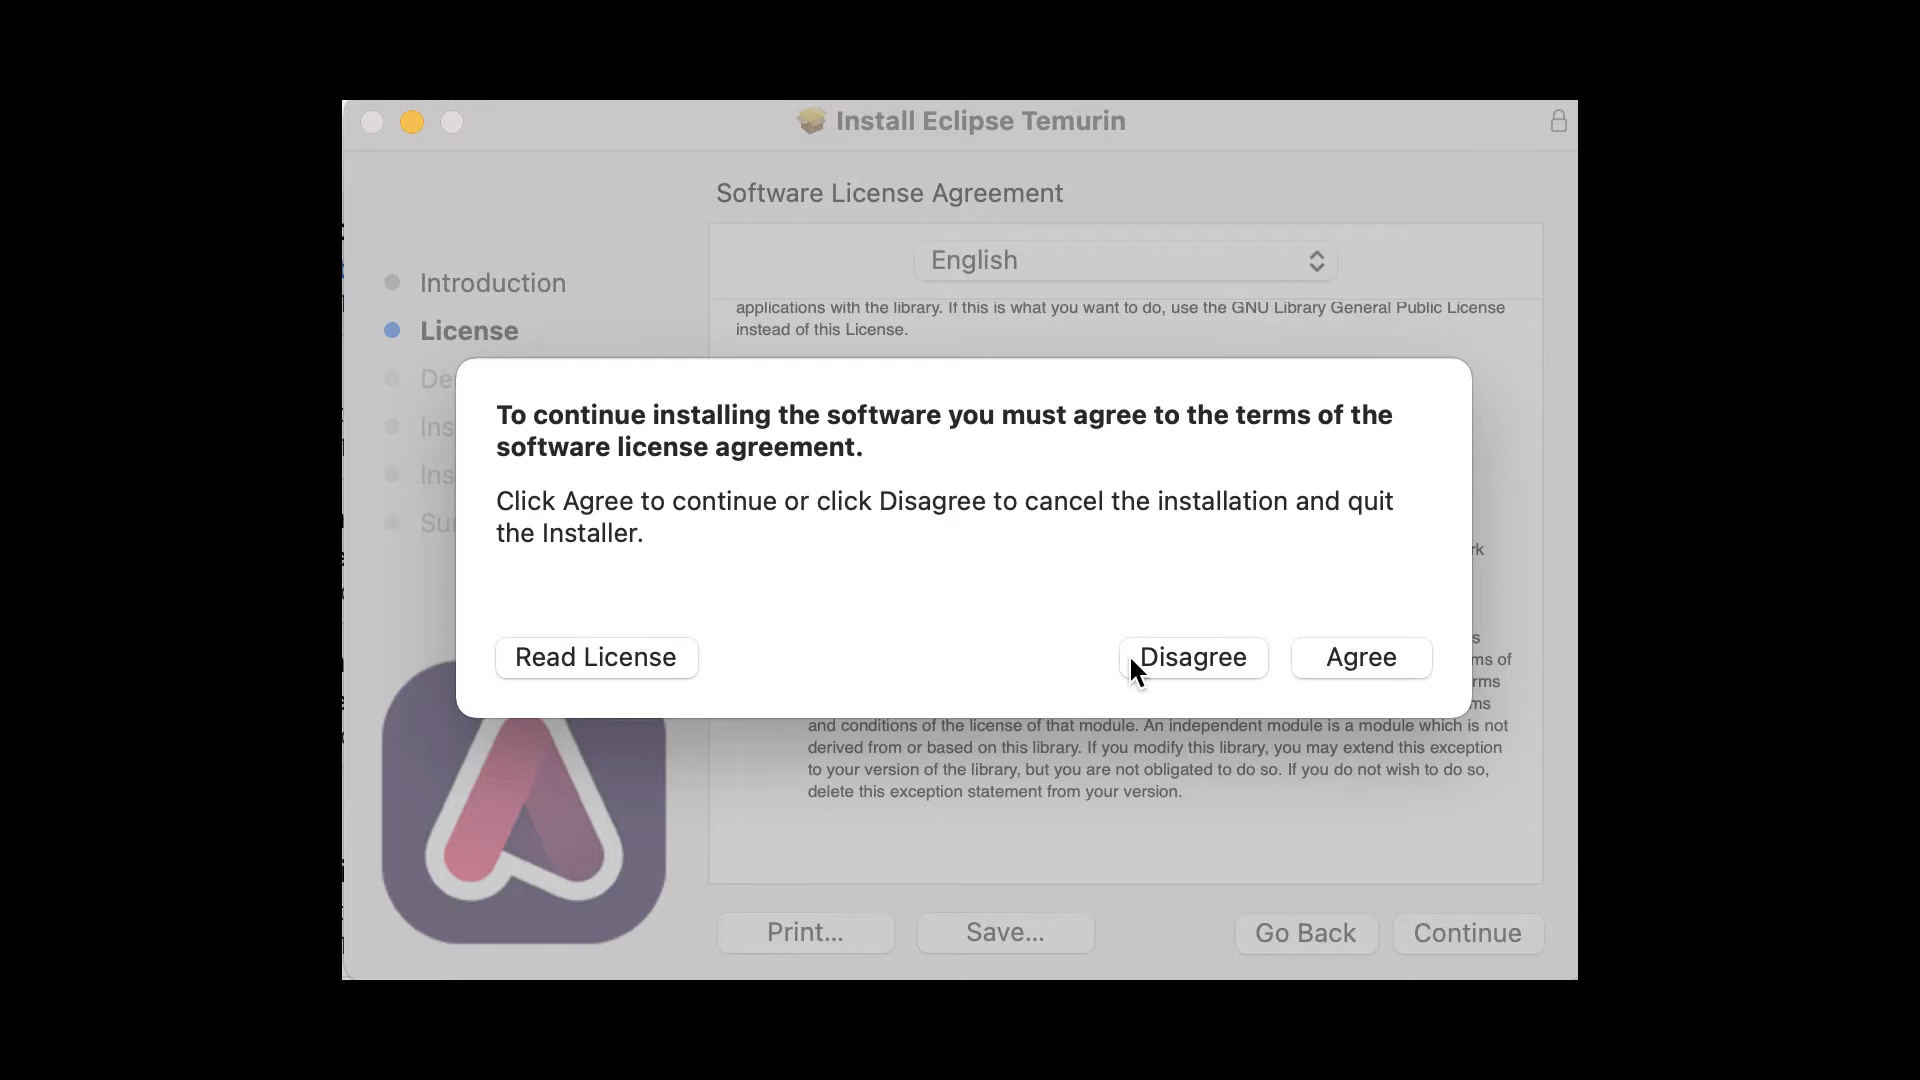 Install Eclipse Temurin
Software License Agreement
English
Introduction
License
applications with the library. If this is what you want to do, use the GNU Library General Public License
instead of this License.
To continue installing the software you must agree to the terms of the
software license agreement.
Click Agree to continue or click Disagree to cancel the installation and quit
the Installer.
Read License
Disagree
Agree
ms of
and conditions of the license of that module. An independent module is a module which is not
derived from or based on this library. If you modify this library, you may extend this exception
to your version of the library, but you are not obligated to do so. If you do not wish to do so,
delete this exception statement from your version.
Print...
Save...
Go Back
Continue